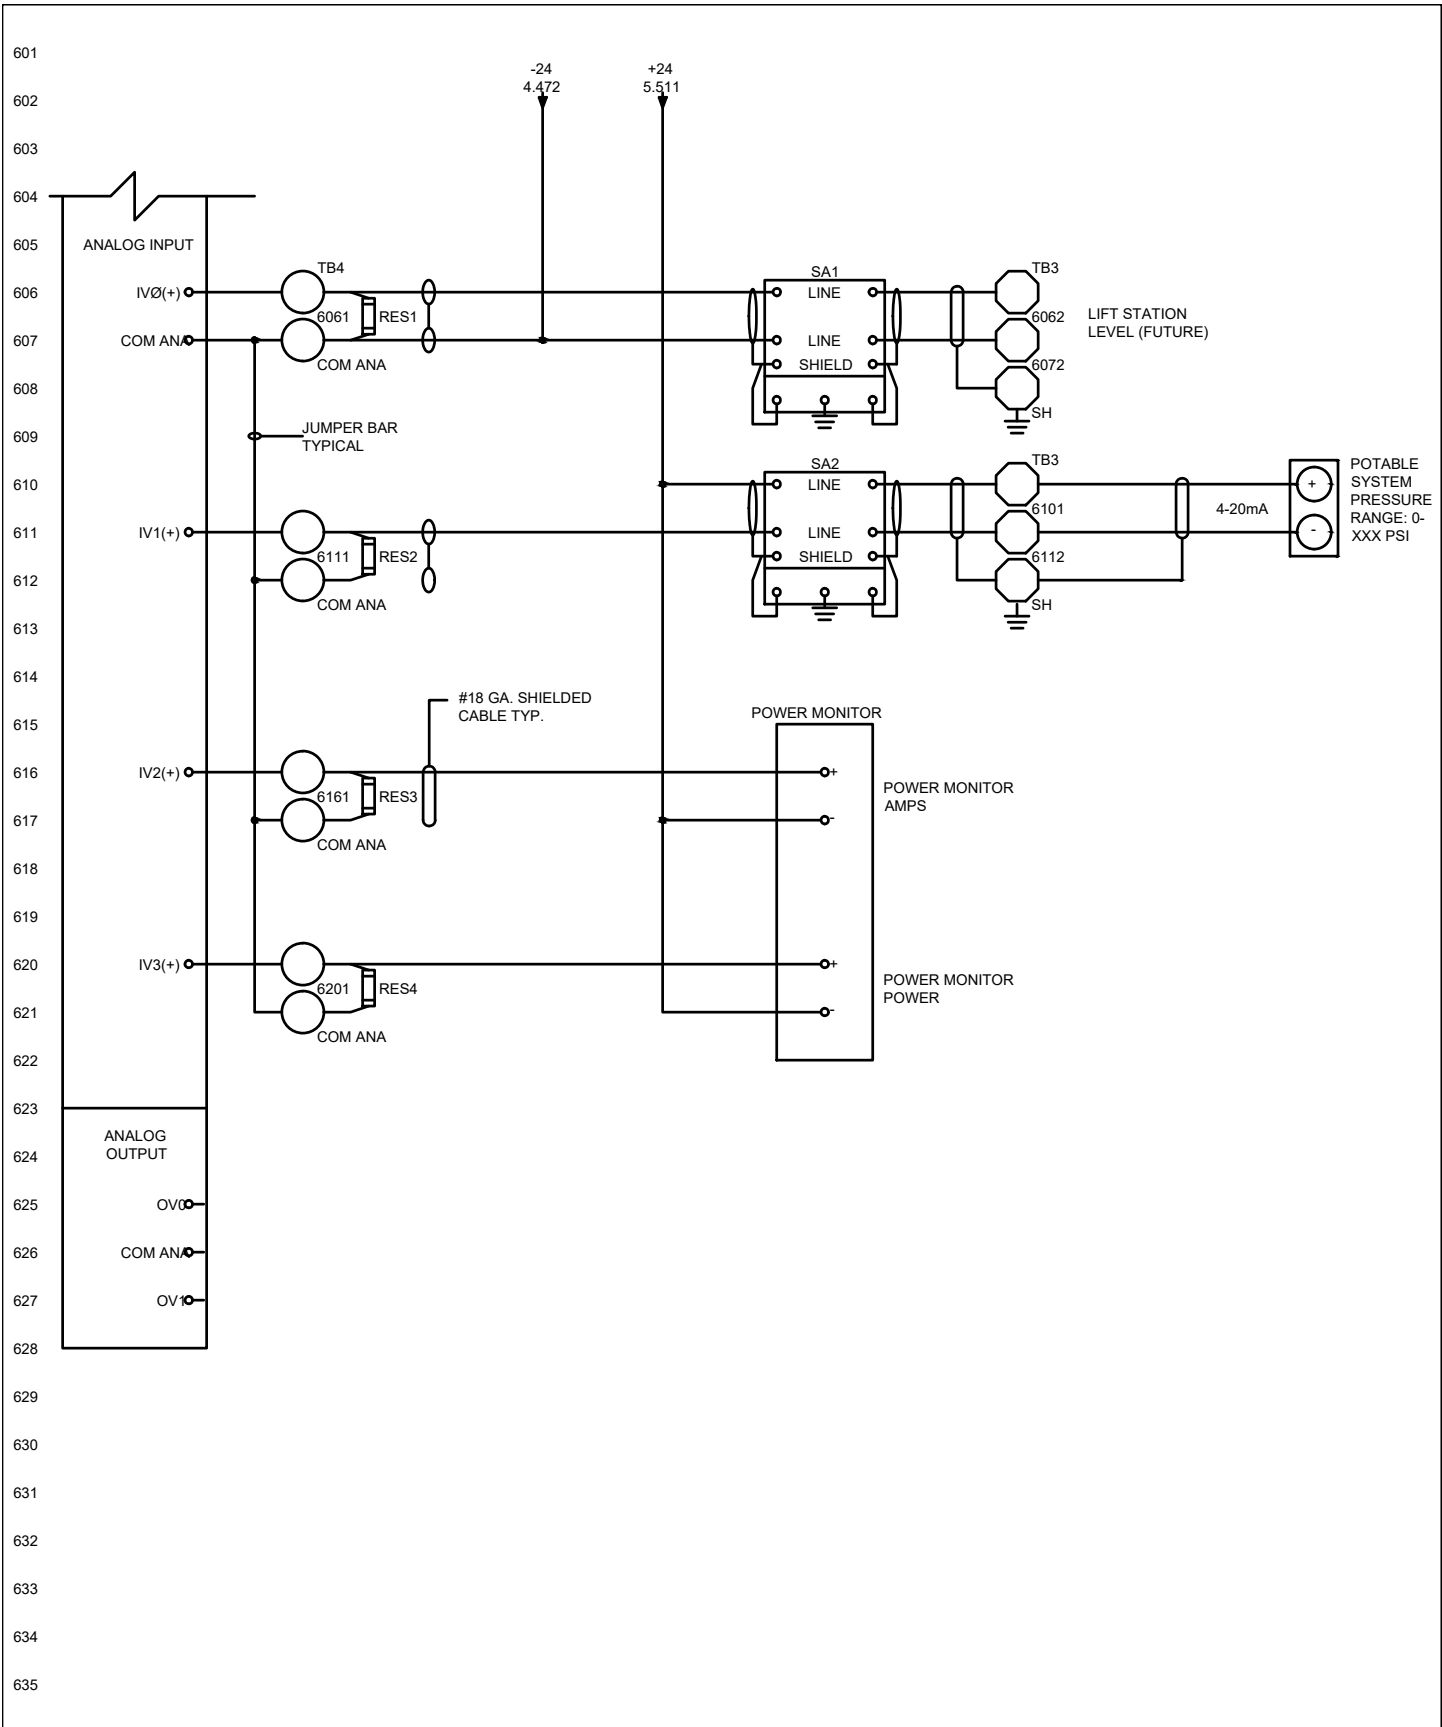 601
-24
+24
4.472
5.511
602
603
604
605
ANALOG INPUT
TB4
SA1
TB3
606
IVØ(+)
LINE
6061
RES1
6062
LIFT STATION
LEVEL (FUTURE)
607
COM ANA
LINE
COM ANA
SHIELD
6072
608
SH
609
JUMPER BAR
TYPICAL
SA2
TB3
610
LINE
+
POTABLE
SYSTEM
PRESSURE
RANGE: 0-
XXX PSI
6101
4-20mA
611
IV1(+)
LINE
-
6111
RES2
SHIELD
6112
612
COM ANA
SH
613
614
#18 GA. SHIELDED
CABLE TYP.
615
POWER MONITOR
616
IV2(+)
+
6161
RES3
POWER MONITOR
AMPS
617
-
COM ANA
618
619
620
IV3(+)
+
6201
RES4
POWER MONITOR
POWER
621
-
COM ANA
622
623
ANALOG
OUTPUT
624
625
OV0
626
COM ANA
627
OV1
628
629
630
631
632
633
634
635